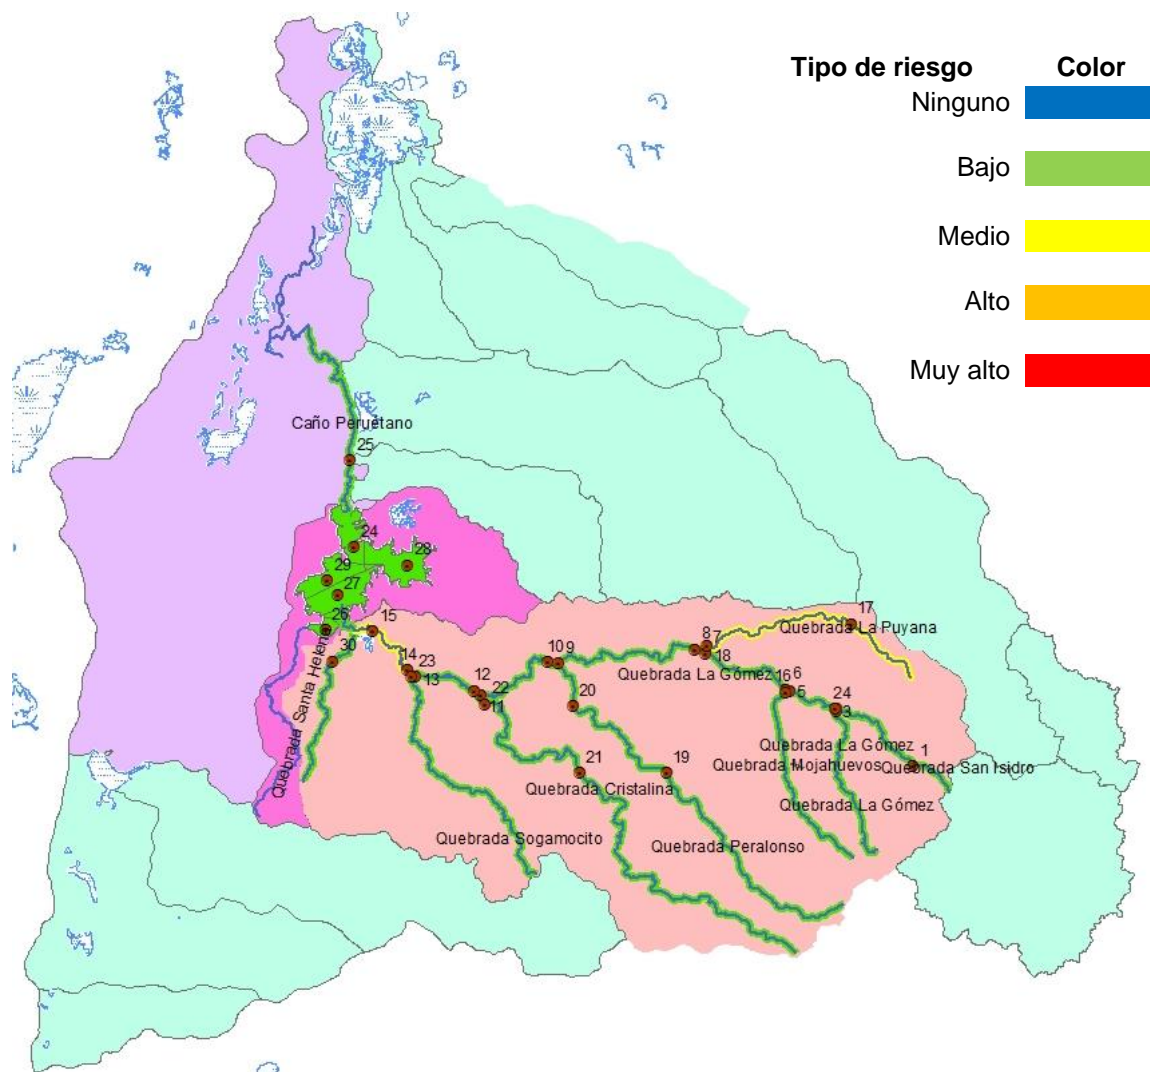 Tipo de riesgo Color
Ninguno
Bajo
Medio
Alto
Muy alto
Caño Peruetano
25
24
28
29
27
26
15
30
14
23
13
12
22
11
10
9
20
8
7
18
17
Quebrada La Puyana
Quebrada La Gómez
16
6
5
24
3
1
21
19
Quebrada La Gómez
Quebrada Mojahuevos
Quebrada San Isidro
Quebrada Cristalina
Quebrada La Gómez
Quebrada Sogamocito
Quebrada Peralonso
Quebrada Santa Helena